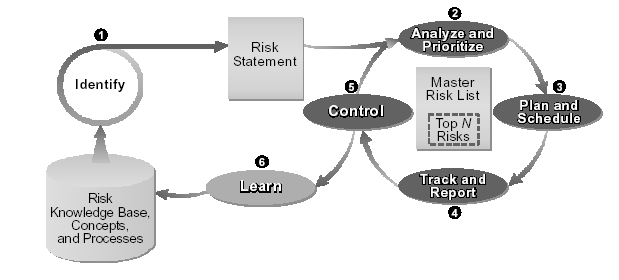 1
Identify
Risk
Statement
2
Analyze and
Prioritize
3
Plan and
Schedule
Master
Risk List
Top N
Risks
4
Track and
Report
5
Control
6
Learn
Risk
Knowledge Base,
Concepts,
and Processes